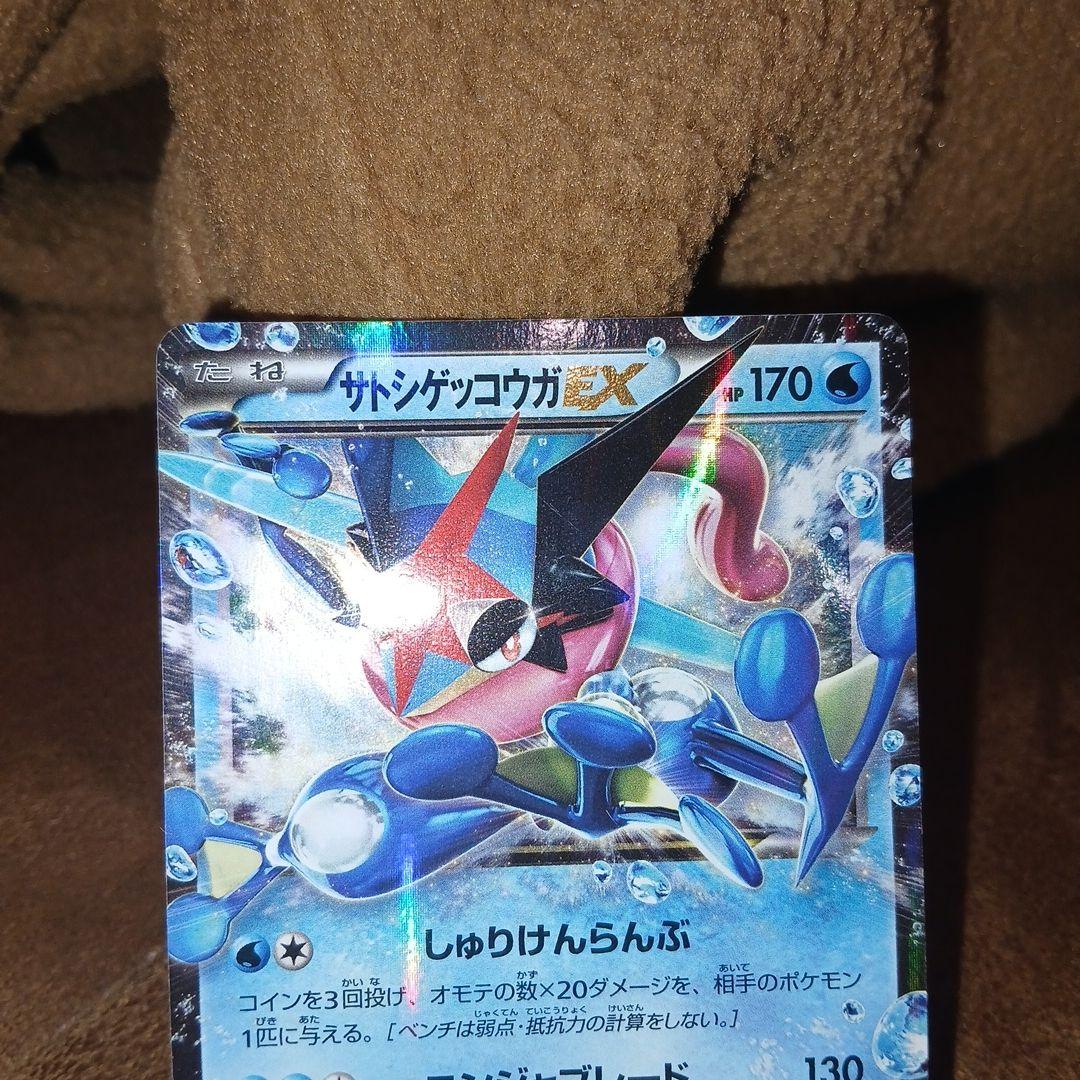 たね サトシゲッコウガEX HP170
しゅりけんらんぶ
コインを3回投げ、オモテの数×20ダメージを、相手のポケモン
1匹に与える。[ベンチは弱点・抵抗力の計算をしない。]
130